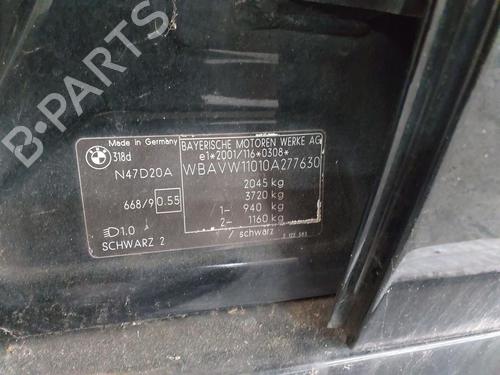 B-PARTS
BMW
Made in Germany
318d
N47D20A
668/9 0.55
1.0
SCHWARZ 2
BAYERISCHE MOTOREN WERKE AG
e1*2001/116*0308*
WBAVW11010A277630
2045 kg
3720 kg
1- 940 kg
2- 1160 kg
/ schwarz